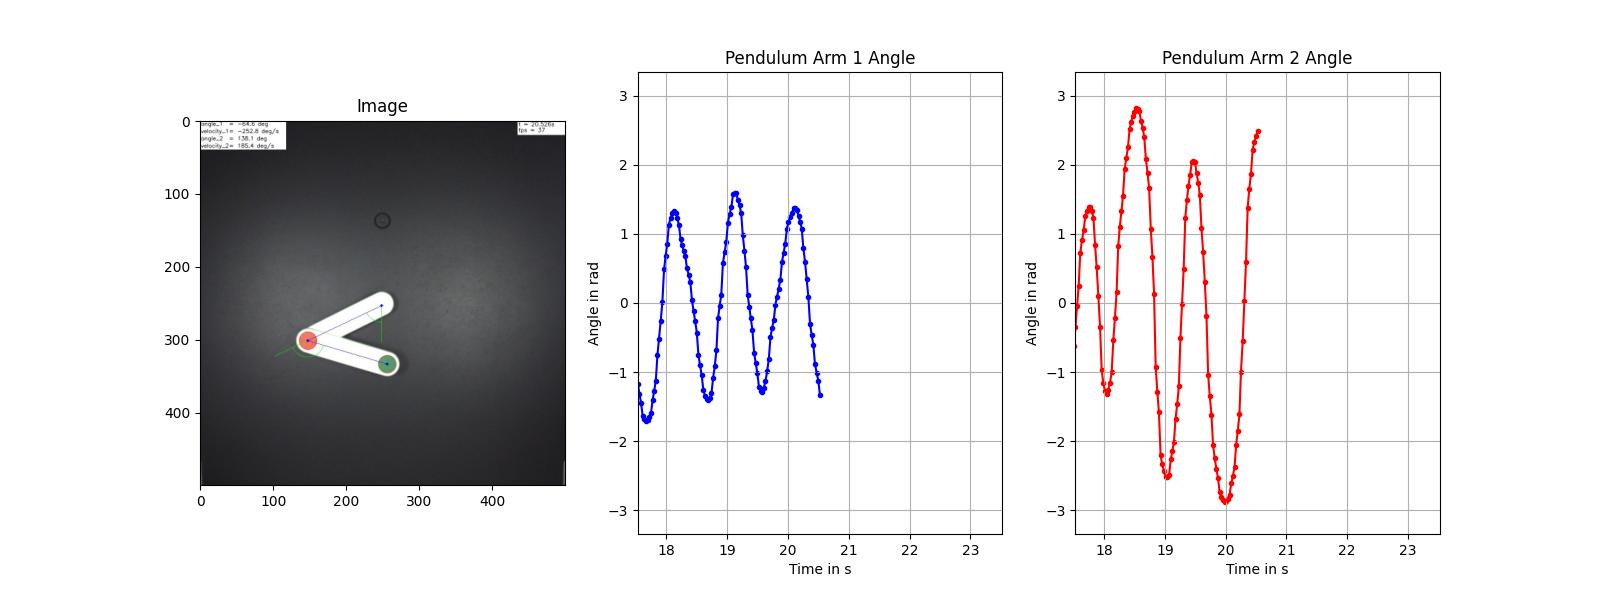 Image
angle_1 = -64.6 deg
velocity_1= -252.8 deg/s
angle_2 = 138.1 deg
velocity_2= 185.4 deg/s
t = 20.526s
fps = 37
0
100
200
300
400
0 100 200 300 400
Pendulum Arm 1 Angle
Angle in rad
3
2
1
0
−1
−2
−3
18 19 20 21 22 23
Time in s
Pendulum Arm 2 Angle
Angle in rad
3
2
1
0
−1
−2
−3
18 19 20 21 22 23
Time in s